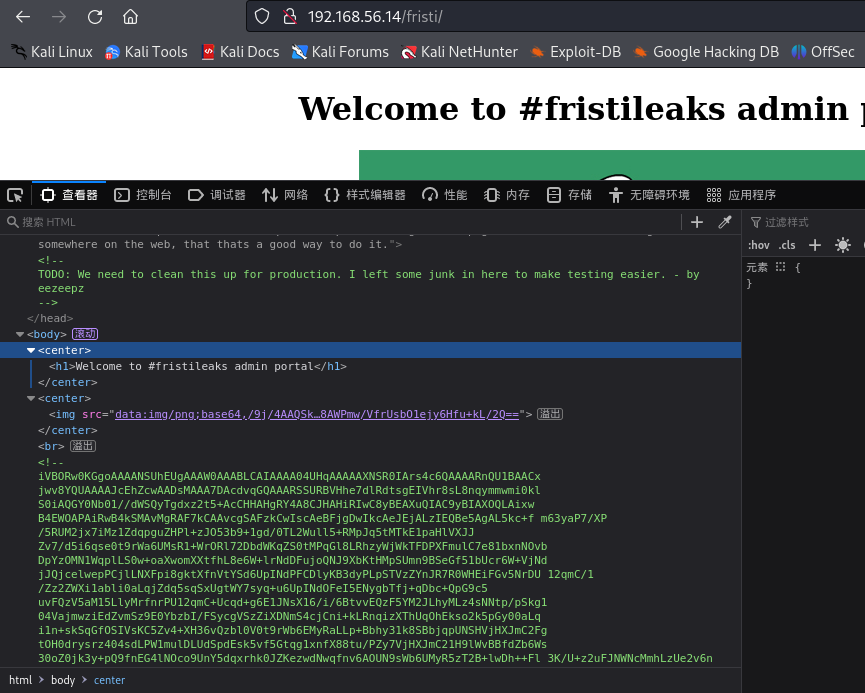 192.168.56.14/fristi/
Kali Linux Kali Tools Kali Docs Kali Forums Kali NetHunter Exploit-DB Google Hacking DB OffSec
Welcome to #fristileaks admin
查看器 控制台 调试器 网络 样式编辑器 性能 内存 存储 无障碍环境 应用程序
搜索 HTML
过滤样式
:hov .cls
somewhere on the web, that thats a good way to do it.">
元素 {
}
<!--
TODO: We need to clean this up for production. I left some junk in here to make testing easier. - by
eezeepz
-->
</head>
<body> 滚动
<center>
<h1>Welcome to #fristileaks admin portal</h1>
</center>
<center>
<img src="data:img/png;base64,/9j/4AAQSk…8AWPmw/VfrUsbO1ejy6Hfu+kL/2Q=="> 溢出
</center>
<br> 溢出
<!--
iVBORw0KGgoAAAANSUhEUgAAAW0AAABLCAIAAAA04UHqAAAAAXNSR0IArs4c6QAAAARnQU1BAACx
jwv8YQUAAAAJcEhZcwAADsMAAA7DAcdvqGQAAARSSURBVHhe7dlRdtsgEIVhr8sL8nqymmwmi0kl
S0iAQGY0Nb01//dWSQyTgdxz2t5+AcCHHAHgRY4A8CJHAHiRIwC8yBEAXuQIAC9yBIAXOQLAixw
B4EWOAPAiRwB4kSMAvMgRAF7kCAAvcgSAFzkCwIscAeBFjgDwIkcAeJEjALzIEQBe5AgAL5kc+f m63yaP7/XP
/5RUM2jx7iMz1ZdqpguZHPl+zJO53b9+1gd/0TL2Wull5+RMpJq5tMTkE1paHlVXJJ
Zv7/d5i6qse0t9rWa6UMsR1+WrORl72DbdWKqZS0tMPqGl8LRhzyWjWkTFDPXFmulC7e81bxnNOvb
DpYzOMN1WqplLS0w+oaXwomXXtfhL8e6W+lrNdDFujoQNJ9XbKtHMpSUmn9BSeGf51bUcr6W+VjNd
jJQjcelwepPCjlLNXFpi8gktXfnVtYSd6UpINdPFCDlyKB3dyPLpSTVzZYnJR7R0WHEiFGv5NrDU 12qmC/1
/Zz2ZWXi1abli0aLqjZdq5sqSxUgtWY7syq+u6UpINdOFeI5ENygbTfj+qDbc+QpG9c5
uvFQzV5aM15LlyMrfnrPU12qmC+Ucqd+g6E1JNsX16/i/6BtvvEQzF5YM2JLhyMLz4sNNtp/pSkg1
04VajmwziEdZvmSz9E0YbzbI/FSycgVSzZiXDNmS4cjCni+kLRnqizXThUqOhEkso2k5pGy00aLq
i1n+skSqGfOSIVsKC5Zv4+XH36vQzbl0V0t9rWb6EMyRaLLp+Bbhy31k8SBbjqpUNSHVjHXJmC2Fg
tOH0drysrz404sdLPW1mulDLUdSpdEsk5vf5Gtqg1xnfX88tu/PZy7VjHXJmC21H9lWvBBfdZb6Ws
30oZ0jk3y+pQ9fnEG4lNOco9UnY5dqxrhk0JZKezwdNwqfnv6AOUN9sWb6UMyR5zT2B+lwDh++Fl 3K/U+z2uFJNWNcMmhLzUe2v6n
html body center